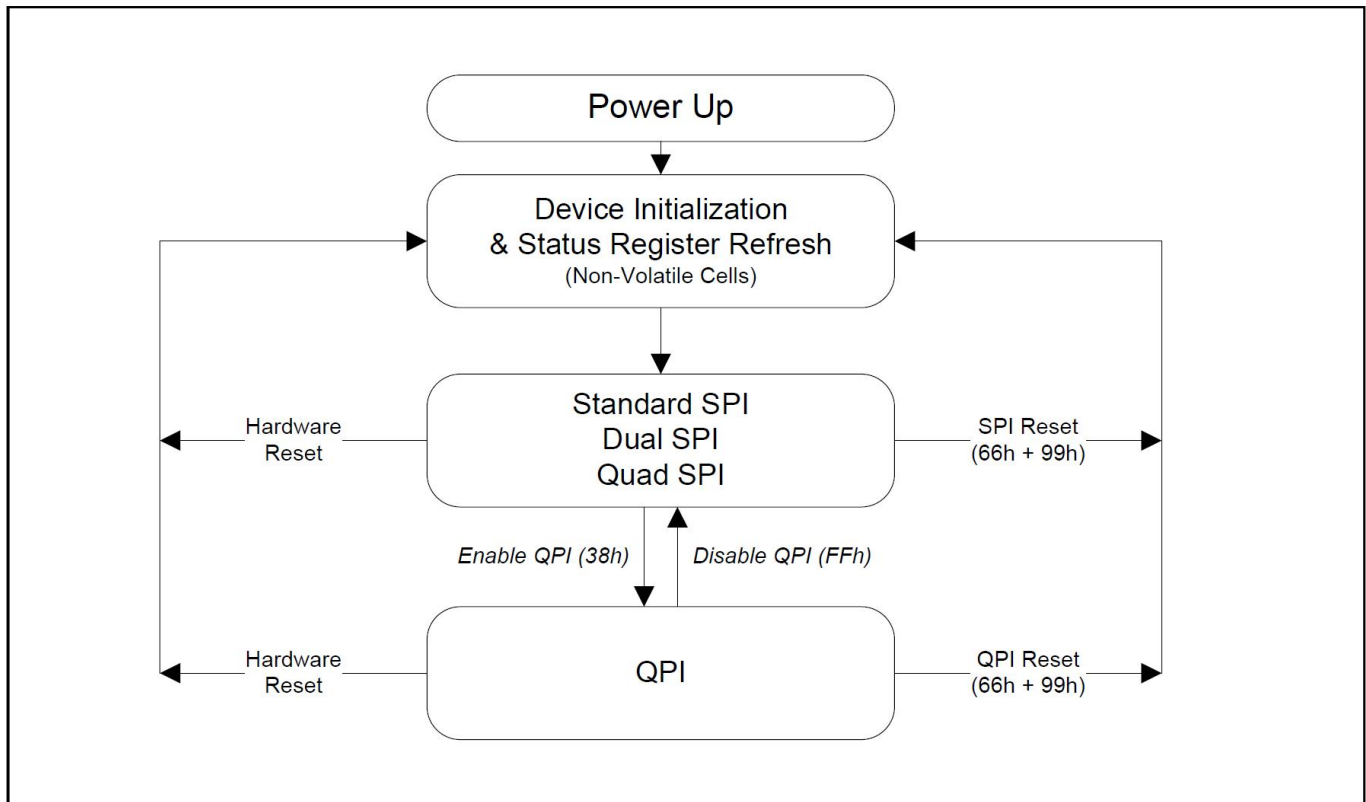 Power Up
Device Initialization
& Status Register Refresh
(Non-Volatile Cells)
Standard SPI
Dual SPI
Quad SPI
Hardware
Reset
SPI Reset
(66h + 99h)
Enable QPI (38h)
Disable QPI (FFh)
QPI
Hardware
Reset
QPI Reset
(66h + 99h)